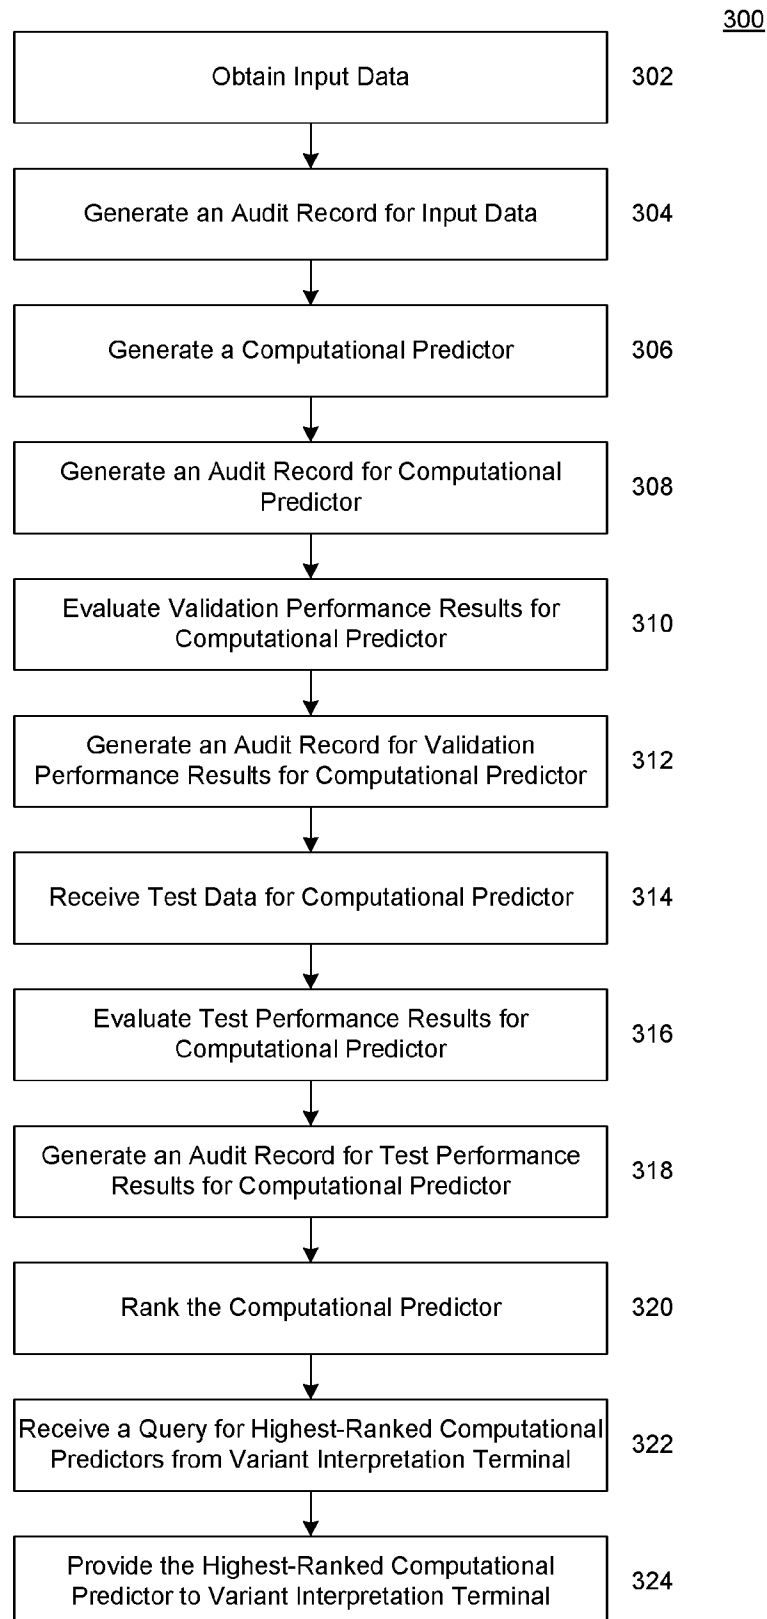 300
Obtain Input Data
302
Generate an Audit Record for Input Data
304
Generate a Computational Predictor
306
Generate an Audit Record for Computational
Predictor
308
Evaluate Validation Performance Results for
Computational Predictor
310
Generate an Audit Record for Validation
Performance Results for Computational Predictor
312
Receive Test Data for Computational Predictor
314
Evaluate Test Performance Results for
Computational Predictor
316
Generate an Audit Record for Test Performance
Results for Computational Predictor
318
Rank the Computational Predictor
320
Receive a Query for Highest-Ranked Computational
Predictors from Variant Interpretation Terminal
322
Provide the Highest-Ranked Computational
Predictor to Variant Interpretation Terminal
324